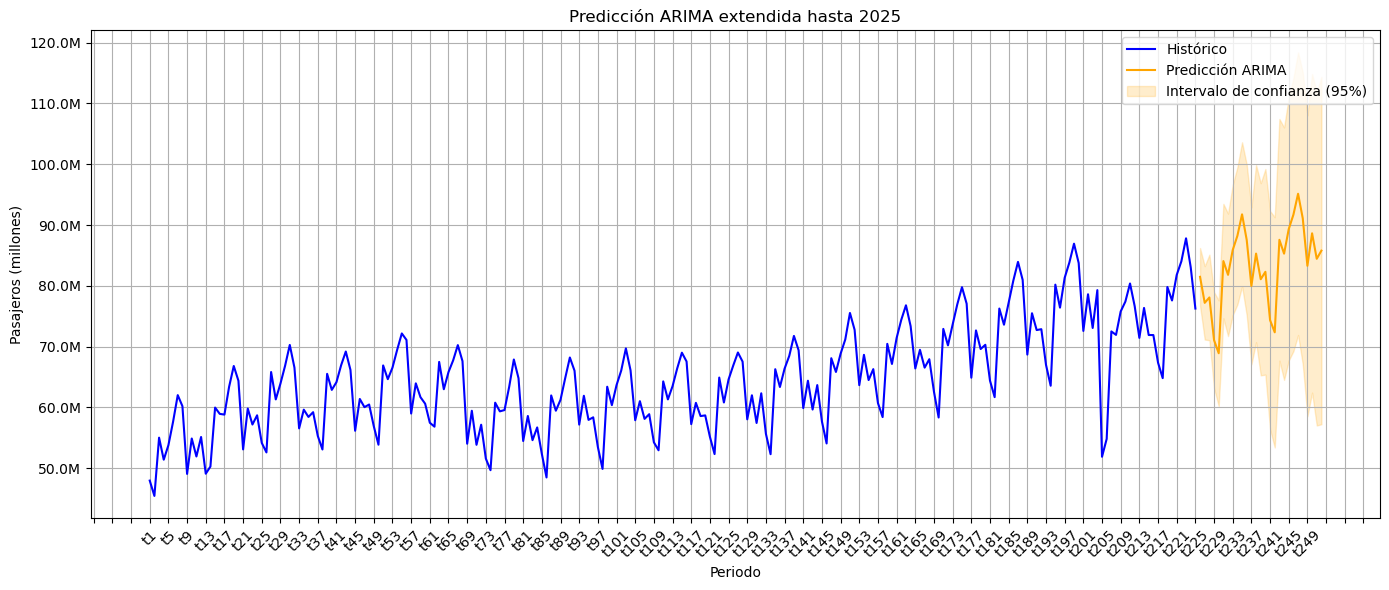 Predicción ARIMA extendida hasta 2025
Histórico
Predicción ARIMA
Intervalo de confianza (95%)
Pasajeros (millones)
120.0M
110.0M
100.0M
90.0M
80.0M
70.0M
60.0M
50.0M
t1 t5 t9 t13 t17 t21 t25 t29 t33 t37 t41 t45 t49 t53 t57 t61 t65 t69 t73 t77 t81 t85 t89 t93 t97 t101 t105 t109 t113 t117 t121 t125 t129 t133 t137 t141 t145 t149 t153 t157 t161 t165 t169 t173 t177 t181 t185 t189 t193 t197 t201 t205 t209 t213 t217 t221 t225 t229 t233 t237 t241 t245 t249
Periodo